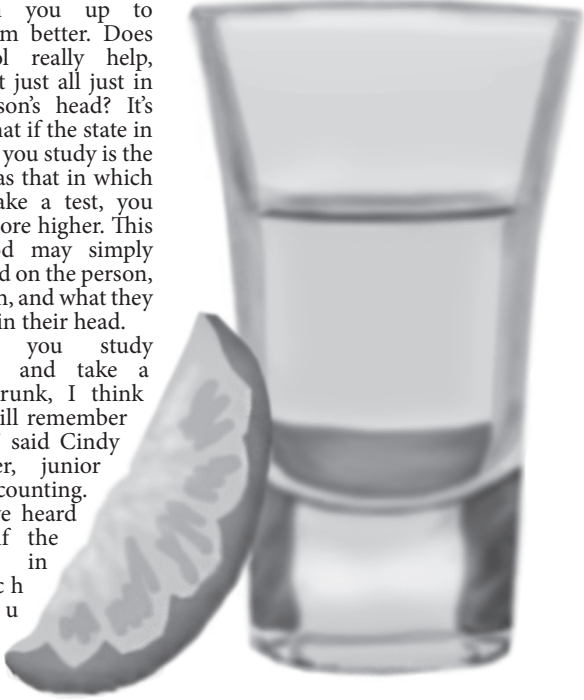 you up to
m better. Does
ol really help,
t just all just in
son’s head? It’s
hat if the state in
you study is the
as that in which
ake a test, you
ore higher. This
od may simply
d on the person,
n, and what they
in their head.
you study
and take a
runk, I think
ill remember
said Cindy
er, junior
counting.
ve heard
if the
in
c h
u